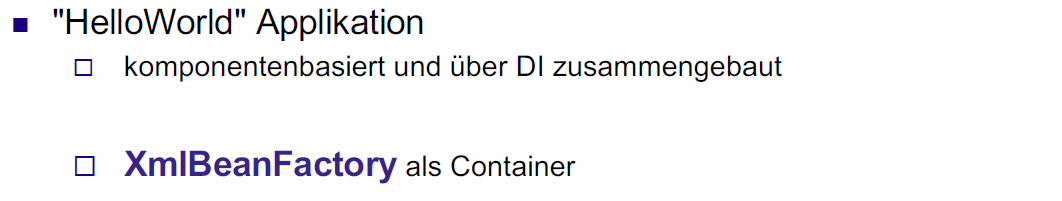 "HelloWorld" Applikation
komponentenbasiert und über DI zusammengebaut
XmlBeanFactory als Container